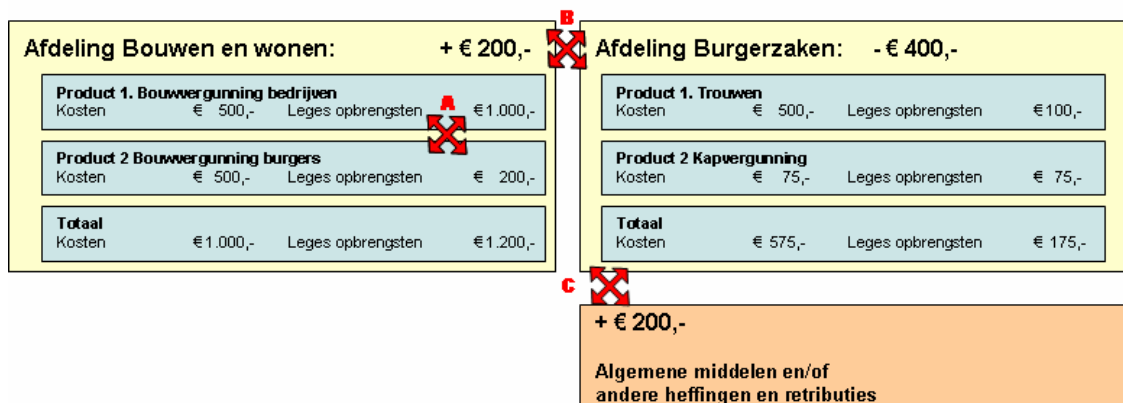 B
Afdeling Bouwen en wonen: + € 200,-
Product 1. Bouwvergunning bedrijven
A
Kosten € 500,- Leges opbrengsten €1.000,-
Product 2 Bouwvergunning burgers
Kosten € 500,- Leges opbrengsten € 200,-
Totaal
Kosten €1.000,- Leges opbrengsten €1.200,-
Afdeling Burgerzaken: - € 400,-
Product 1. Trouwen
Kosten € 500,- Leges opbrengsten €100,-
Product 2 Kapvergunning
Kosten € 75,- Leges opbrengsten € 75,-
Totaal
Kosten € 575,- Leges opbrengsten € 175,-
C
+ € 200,-
Algemene middelen en/of
andere heffingen en retributies